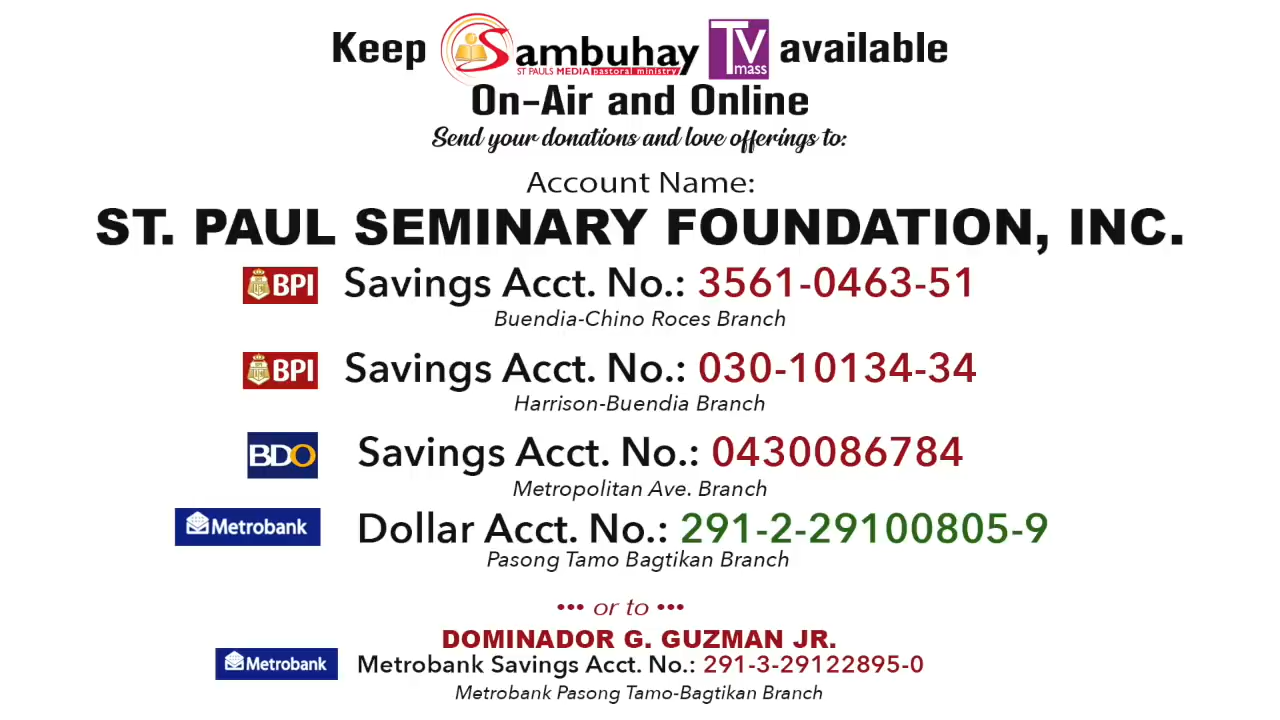 Keep Sambuhay TV mass available
ST PAULS MEDIA pastoral ministry
On-Air and Online
Send your donations and love offerings to:
Account Name:
ST. PAUL SEMINARY FOUNDATION, INC.
BPI Savings Acct. No.: 3561-0463-51
Buendia-Chino Roces Branch
BPI Savings Acct. No.: 030-10134-34
Harrison-Buendia Branch
BDO Savings Acct. No.: 0430086784
Metropolitan Ave. Branch
Metrobank Dollar Acct. No.: 291-2-29100805-9
Pasong Tamo Bagtikan Branch
••• or to •••
DOMINADOR G. GUZMAN JR.
Metrobank Metrobank Savings Acct. No.: 291-3-29122895-0
Metrobank Pasong Tamo-Bagtikan Branch